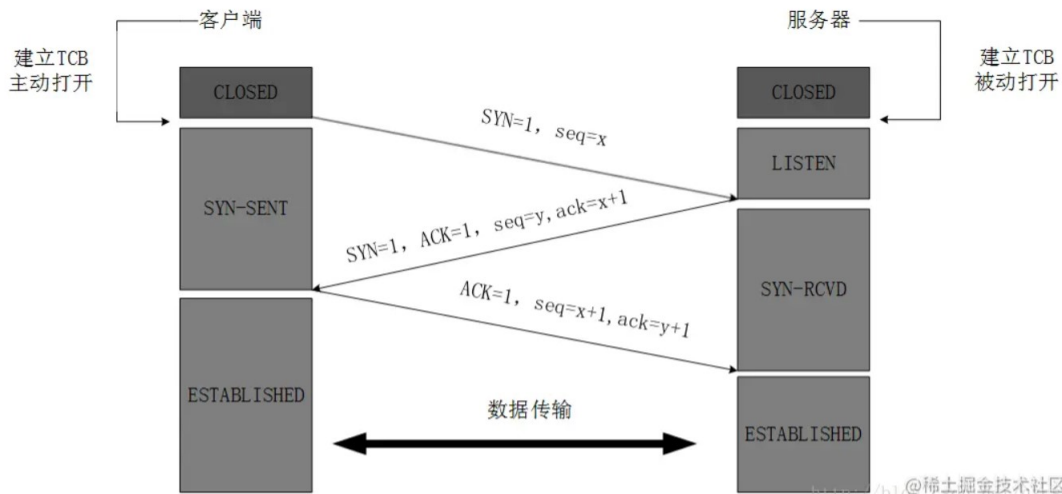 客户端
服务器
建立TCB
主动打开
建立TCB
被动打开
CLOSED
CLOSED
SYN=1, seq=x
LISTEN
SYN-SENT
SYN=1, ACK=1, seq=y,ack=x+1
SYN-RCVD
ACK=1, seq=x+1,ack=y+1
ESTABLISHED
数据传输
ESTABLISHED
@稀土掘金技术社区